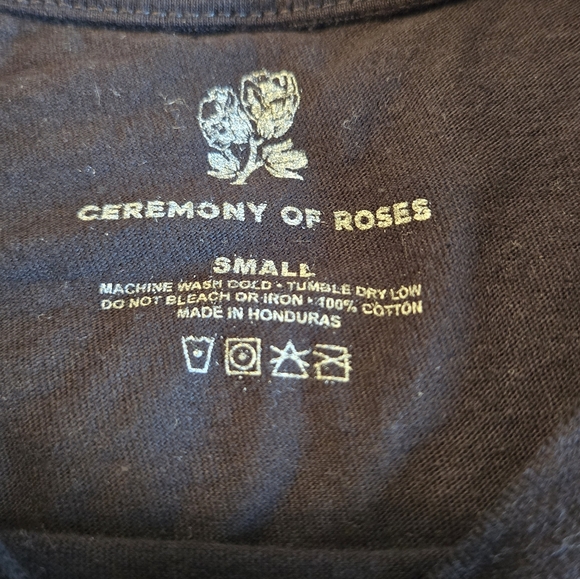 CEREMONY OF ROSES
SMALL
MACHINE WASH COLD • TUMBLE DRY LOW
DO NOT BLEACH OR IRON • 100% COTTON
MADE IN HONDURAS